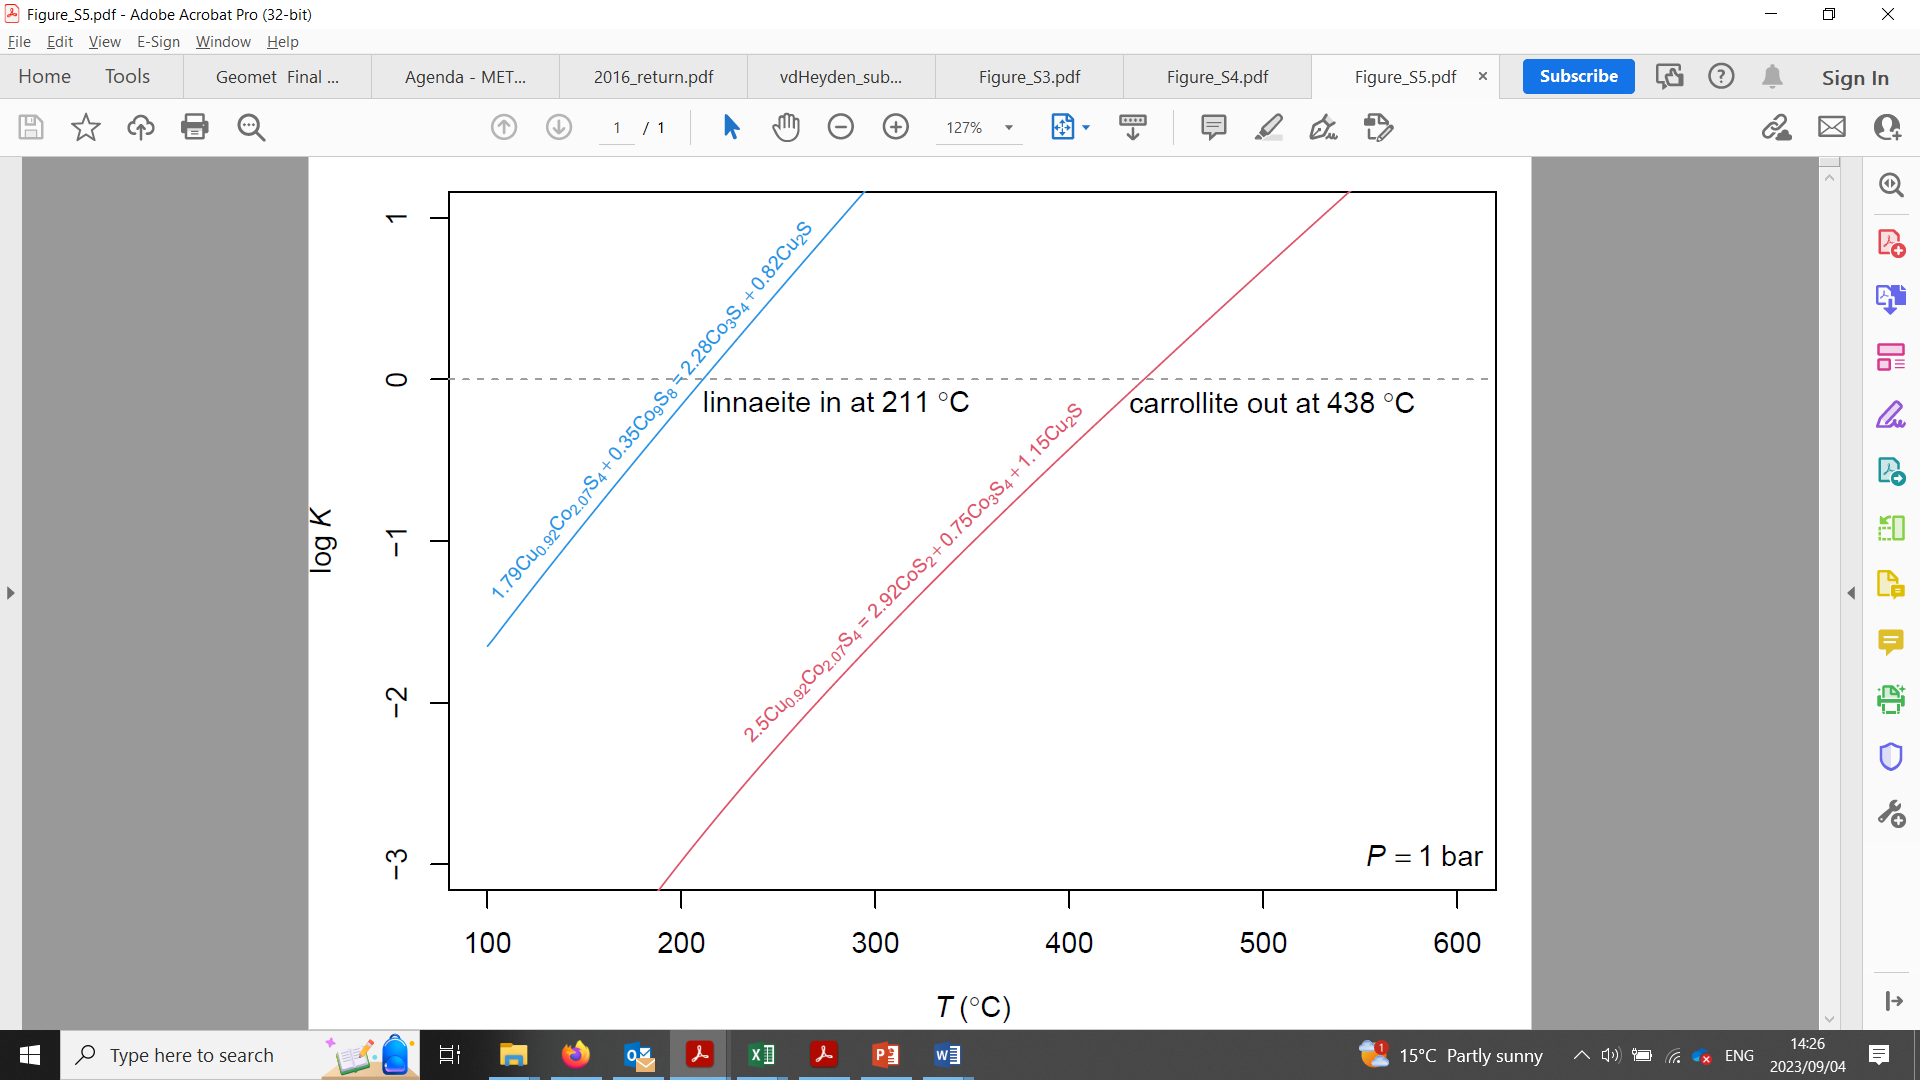 Figure_S5.pdf - Adobe Acrobat Pro (32-bit)
File Edit View E-Sign Window Help
Home Tools Geomet Final ... Agenda - MET... 2016_return.pdf vdHeyden_sub... Figure_S3.pdf Figure_S4.pdf Figure_S5.pdf × Subscribe Sign In
1 / 1 127%
1
0
−1
−2
−3
log K
1.79Cu₀.₉₂Co₂.₀₇S₄ + 0.35Co₉S₈ = 2.28Co₃S₄ + 0.82Cu₂S
linnaeite in at 211 °C
2.5Cu₀.₉₂Co₂.₀₇S₄ = 2.92CoS₂ + 0.75Co₃S₄ + 1.15Cu₂S
carrollite out at 438 °C
P = 1 bar
100 200 300 400 500 600
T (°C)
Type here to search
1
15°C Partly sunny
ENG
14:26
2023/09/04